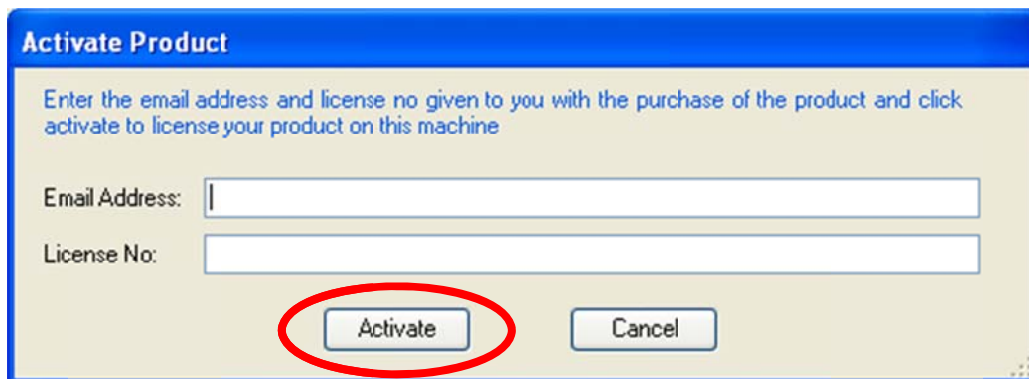 Activate Product
Enter the email address and license no given to you with the purchase of the product and click
activate to license your product on this machine
Email Address:
License No:
Activate Cancel